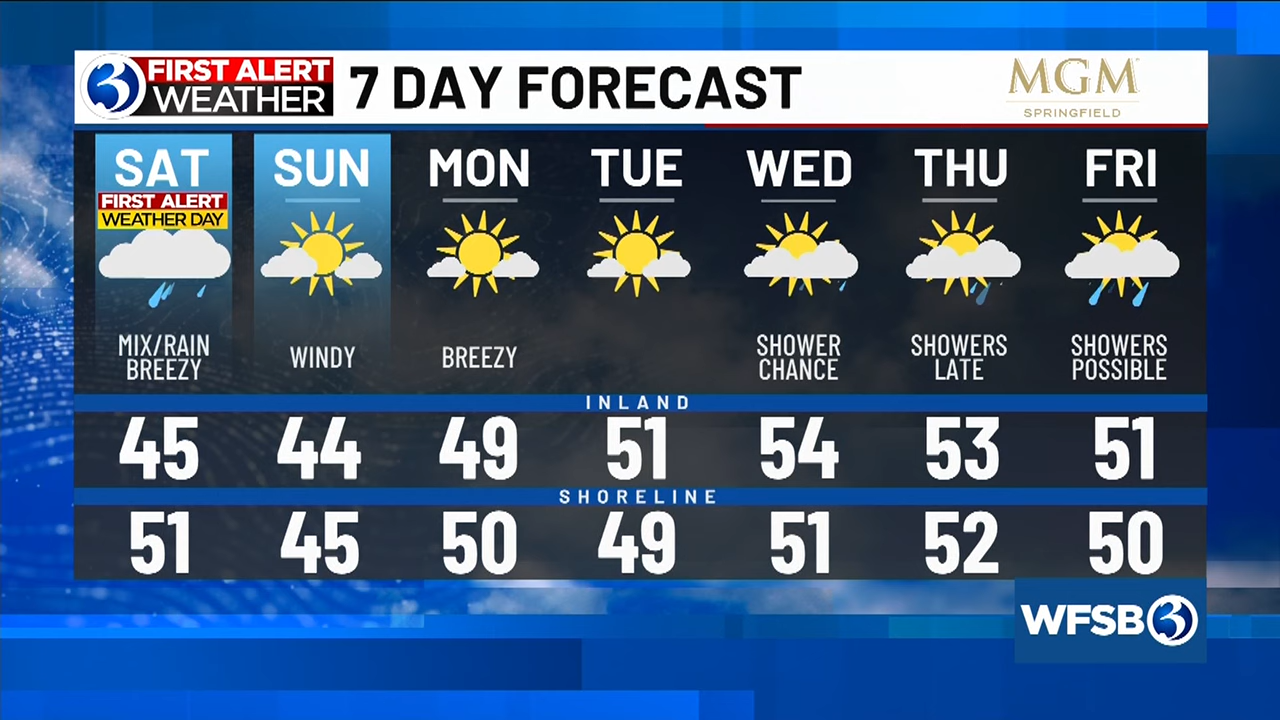 3 FIRST ALERT
WEATHER
7 DAY FORECAST
MGM
SPRINGFIELD
SAT SUN MON TUE WED THU FRI
FIRST ALERT
WEATHER DAY
MIX/RAIN
BREEZY
WINDY
BREEZY
SHOWER
CHANCE
SHOWERS
LATE
SHOWERS
POSSIBLE
INLAND
45 44 49 51 54 53 51
SHORELINE
51 45 50 49 51 52 50
WFSB 3